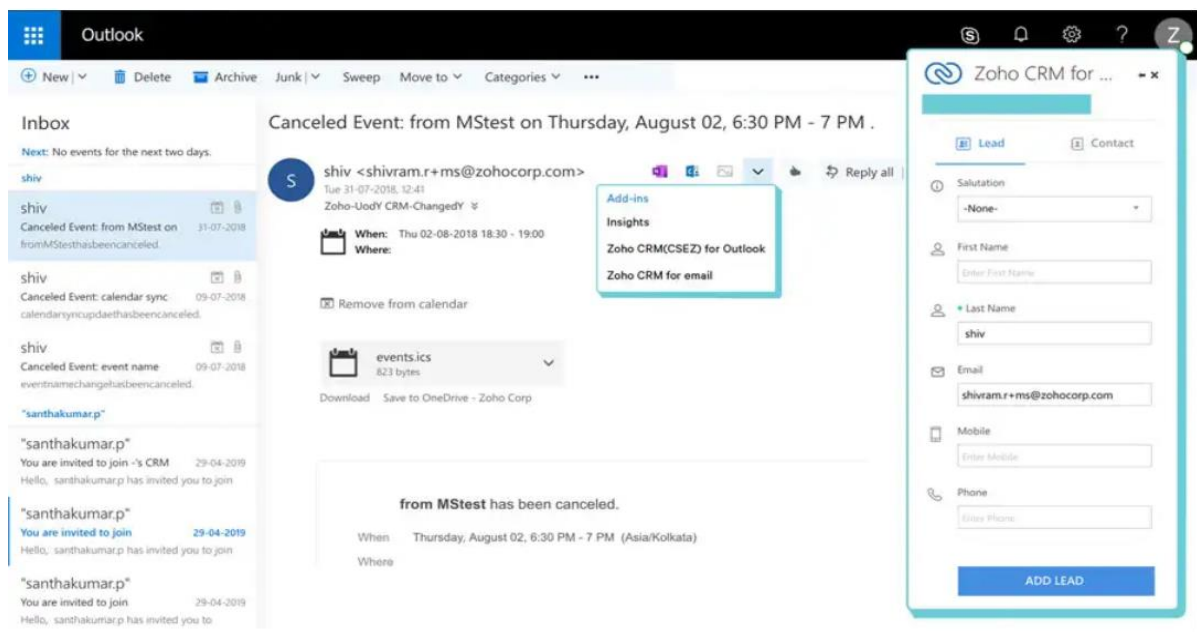 Outlook
Z
New
Delete
Archive
Junk
Sweep
Move to
Categories
Inbox
Next: No events for the next two days.
shiv
shiv
Canceled Event: from MStest on 31-07-2018
fromMStesthasbeencanceled.
shiv
Canceled Event: calendar sync 09-07-2018
calendarsyncupdaethasbeencanceled.
shiv
Canceled Event: event name 09-07-2018
eventnamechangehasbeencanceled.
"santhakumar.p"
"santhakumar.p"
You are invited to join -'s CRM 29-04-2019
Hello, santhakumar.p has invited you to join
"santhakumar.p"
You are invited to join 29-04-2019
Hello, santhakumar.p has invited you to join
"santhakumar.p"
You are invited to join 29-04-2019
Hello, santhakumar.p has invited you to
Canceled Event: from MStest on Thursday, August 02, 6:30 PM - 7 PM .
S
shiv <shivram.r+ms@zohocorp.com>
Tue 31-07-2018, 12:41
Zoho-UodY CRM-ChangedY
Reply all
When: Thu 02-08-2018 18:30 - 19:00
Where:
Remove from calendar
events.ics
823 bytes
Download Save to OneDrive - Zoho Corp
from MStest has been canceled.
When Thursday, August 02, 6:30 PM - 7 PM (Asia/Kolkata)
Where
Add-ins
Insights
Zoho CRM(CSEZ) for Outlook
Zoho CRM for email
Zoho CRM for ...
Lead
Contact
Salutation
-None-
First Name
Enter First Name
* Last Name
shiv
Email
shivram.r+ms@zohocorp.com
Mobile
Enter Mobile
Phone
Enter Phone
ADD LEAD